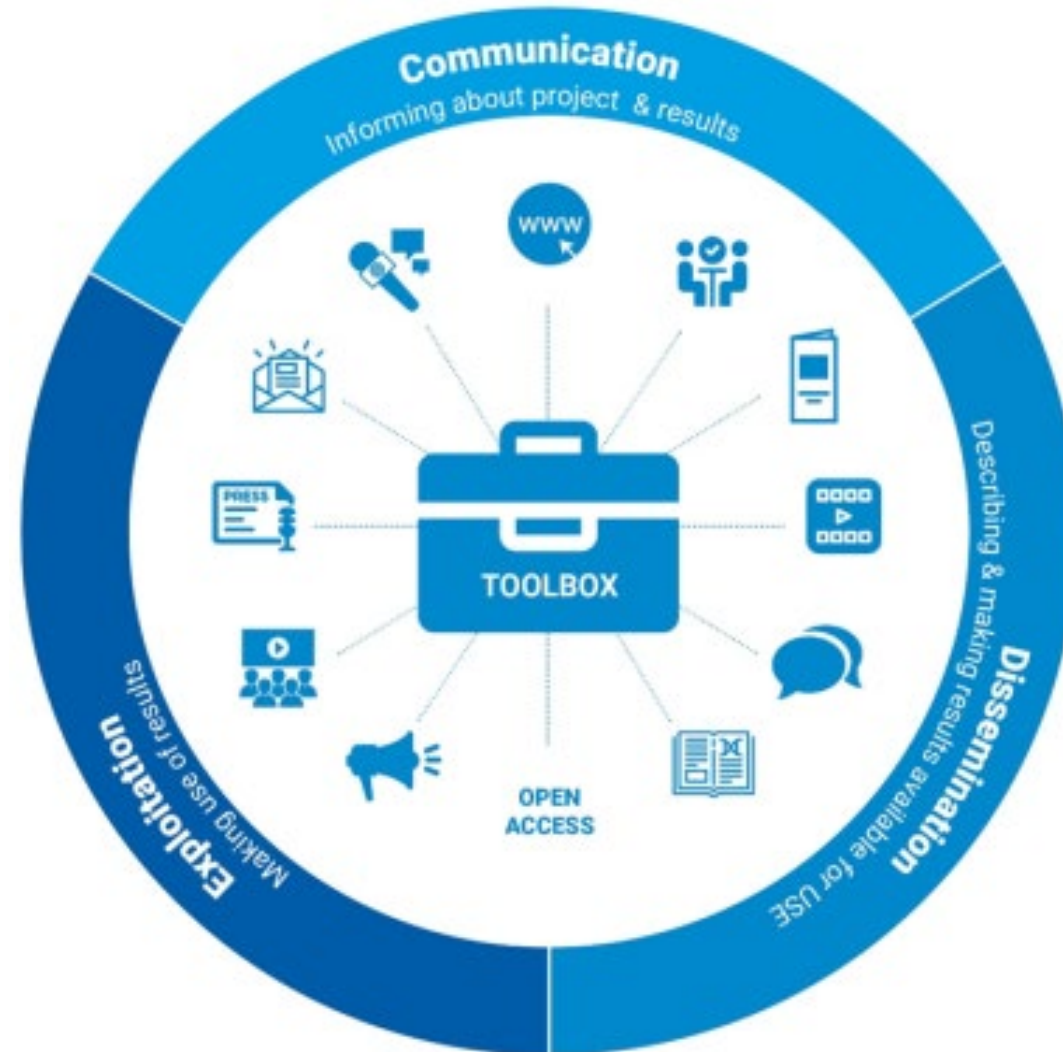 Communication
Informing about project & results
www
PRESS
TOOLBOX
OPEN
ACCESS
Describing & making results available for USE
Dissemination
Exploitation
Making use of results